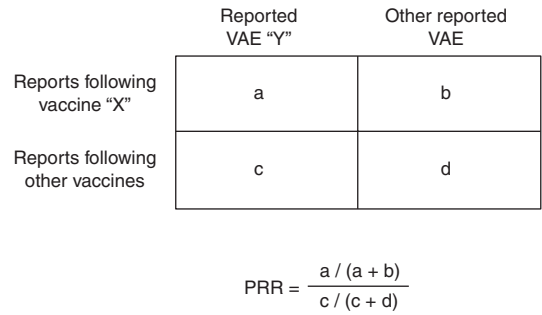 Reported
VAE “Y”
Other reported
VAE
Reports following
vaccine “X”
a
b
Reports following
other vaccines
c
d
PRR = a / (a + b)
c / (c + d)